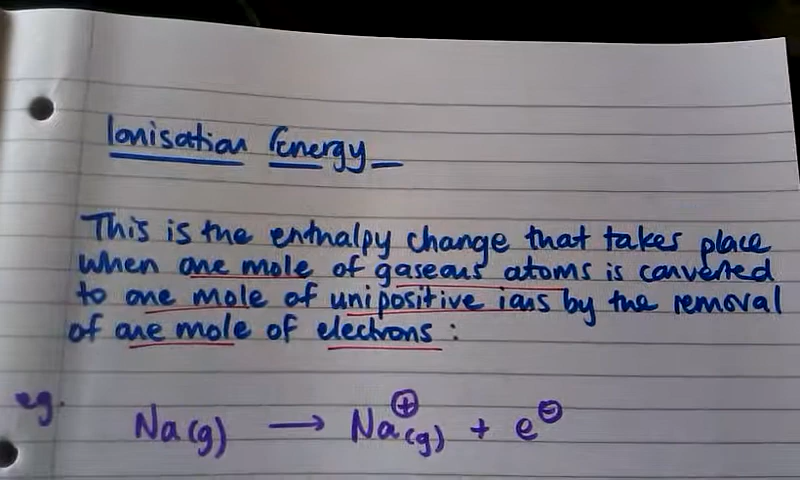 Ionisation Energy
This is the enthalpy change that takes place
when one mole of gaseous atoms is converted
to one mole of unipositive ions by the removal
of one mole of electrons :
eg. Na(g) → Na⊕(g) + e⊖